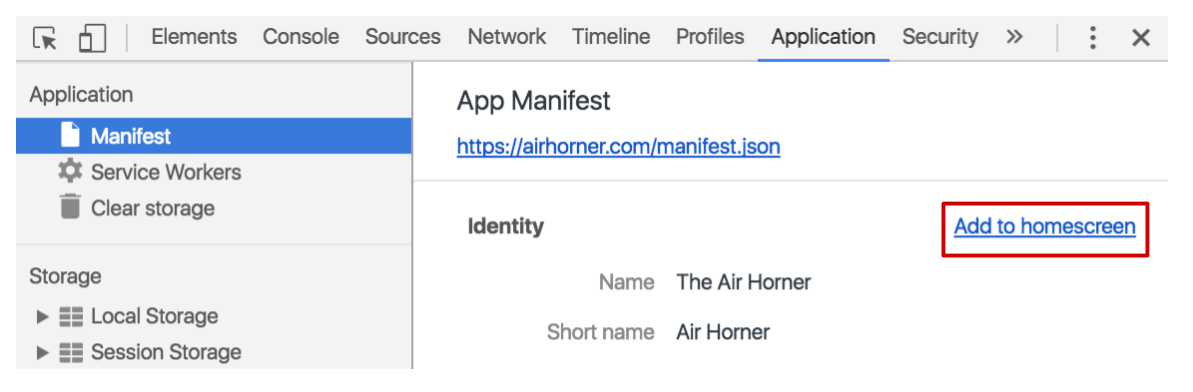 Elements Console Sources Network Timeline Profiles Application Security »
Application
Manifest
Service Workers
Clear storage
Storage
Local Storage
Session Storage
App Manifest
https://airhorner.com/manifest.json
Identity
Add to homescreen
Name The Air Horner
Short name Air Horner